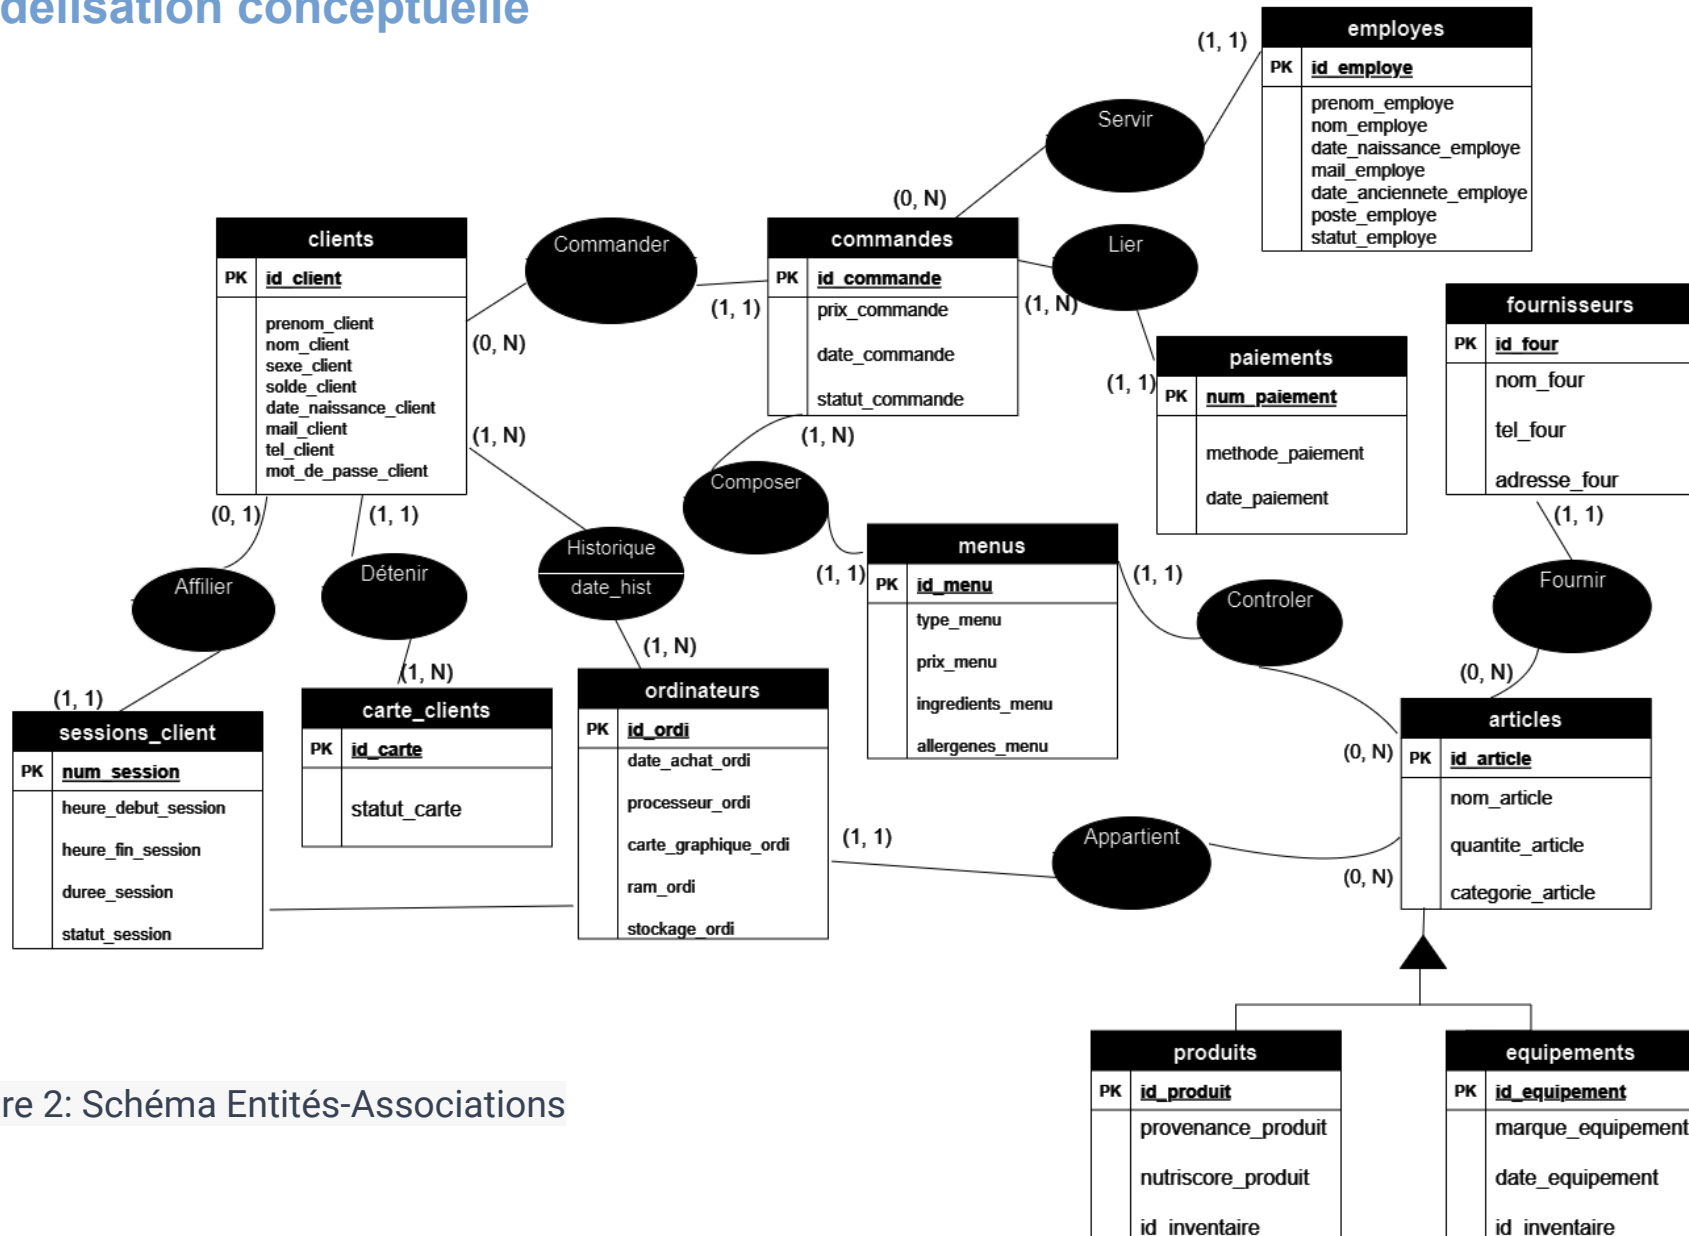 délisation conceptuelle
employes
(1, 1)
PK id_employe
prenom_employe
nom_employe
date_naissance_employe
mail_employe
date_anciennete_employe
poste_employe
statut_employe
Servir
(0, N)
clients
PK id_client
prenom_client
nom_client
sexe_client
solde_client
date_naissance_client
mail_client
tel_client
mot_de_passe_client
Commander
(0, N)
(1, 1)
commandes
PK id_commande
prix_commande
date_commande
statut_commande
Lier
(1, N)
(1, 1)
paiements
PK num_paiement
methode_paiement
date_paiement
fournisseurs
PK id_four
nom_four
tel_four
adresse_four
(1, 1)
Fournir
(0, N)
(1, N)
Composer
(1, 1)
menus
PK id_menu
type_menu
prix_menu
ingredients_menu
allergenes_menu
(1, 1)
Controler
(0, N)
(0, 1)
Affilier
(1, 1)
(1, 1)
Détenir
(1, N)
(1, N)
Historique
date_hist
(1, N)
sessions_client
PK num_session
heure_debut_session
heure_fin_session
duree_session
statut_session
carte_clients
PK id_carte
statut_carte
ordinateurs
PK id_ordi
date_achat_ordi
processeur_ordi
carte_graphique_ordi
ram_ordi
stockage_ordi
(1, 1)
Appartient
(0, N)
articles
PK id_article
nom_article
quantite_article
categorie_article
produits
PK id_produit
provenance_produit
nutriscore_produit
id_inventaire
equipements
PK id_equipement
marque_equipement
date_equipement
id_inventaire
re 2: Schéma Entités-Associations